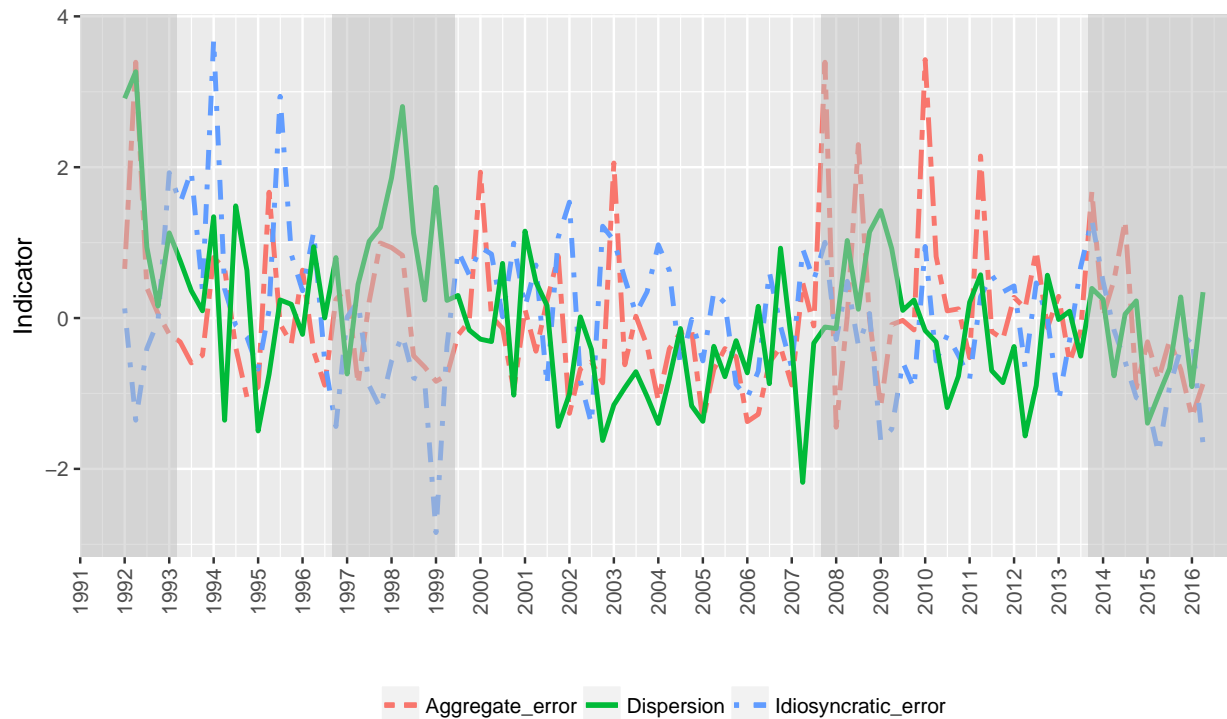 4
2
0
−2
Indicator
1991 1992 1993 1994 1995 1996 1997 1998 1999 2000 2001 2002 2003 2004 2005 2006 2007 2008 2009 2010 2011 2012 2013 2014 2015 2016
Aggregate_error Dispersion Idiosyncratic_error